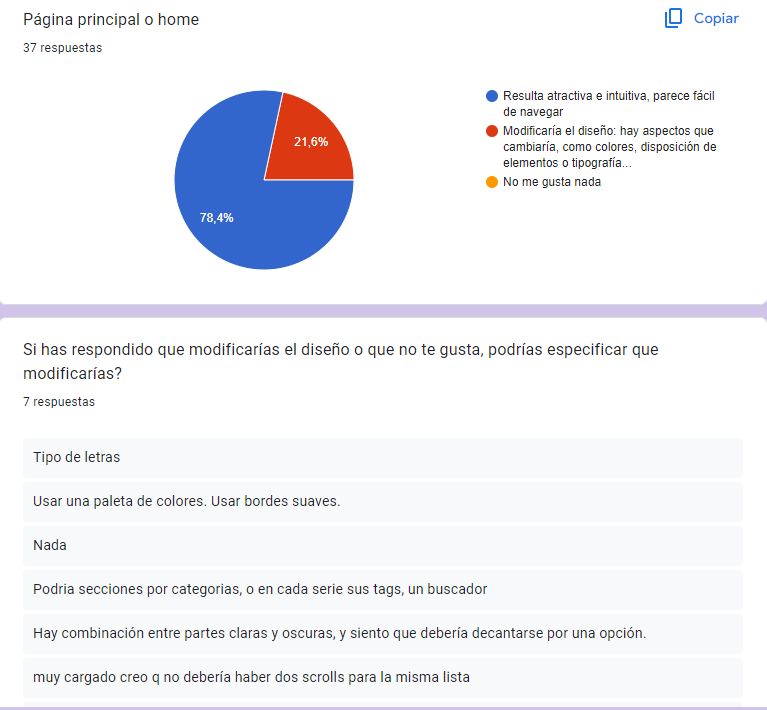 Página principal o home
Copiar
37 respuestas
Resulta atractiva e intuitiva, parece fácil
de navegar
Modificaría el diseño: hay aspectos que
cambiaría, como colores, disposición de
elementos o tipografía...
No me gusta nada
21,6%
78,4%
Si has respondido que modificarías el diseño o que no te gusta, podrías especificar que
modificarías?
7 respuestas
Tipo de letras
Usar una paleta de colores. Usar bordes suaves.
Nada
Podria secciones por categorias, o en cada serie sus tags, un buscador
Hay combinación entre partes claras y oscuras, y siento que debería decantarse por una opción.
muy cargado creo q no debería haber dos scrolls para la misma lista